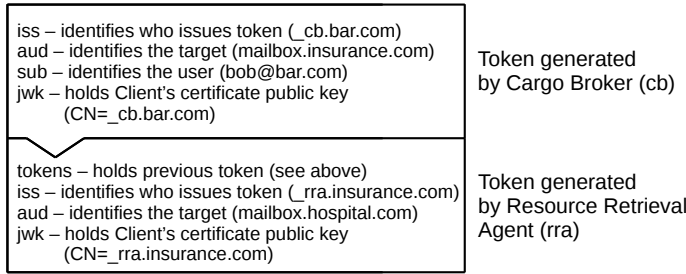 iss – identifies who issues token (_cb.bar.com)
aud – identifies the target (mailbox.insurance.com)
sub – identifies the user (bob@bar.com)
jwk – holds Client's certificate public key
(CN=_cb.bar.com)
Token generated
by Cargo Broker (cb)
tokens – holds previous token (see above)
iss – identifies who issues token (_rra.insurance.com)
aud – identifies the target (mailbox.hospital.com)
jwk – holds Client's certificate public key
(CN=_rra.insurance.com)
Token generated
by Resource Retrieval
Agent (rra)